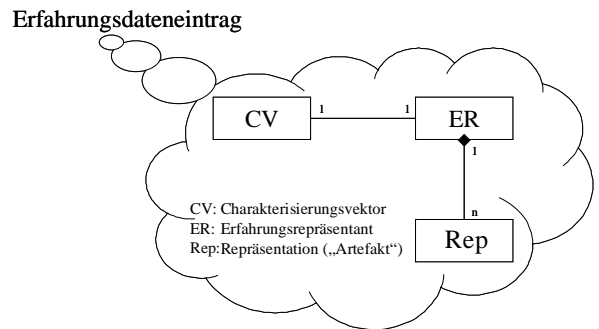 Erfahrungsdateneintrag
CV
1
1
ER
1
n
Rep
CV: Charakterisierungsvektor
ER: Erfahrungsrepräsentant
Rep:Repräsentation („Artefakt“)